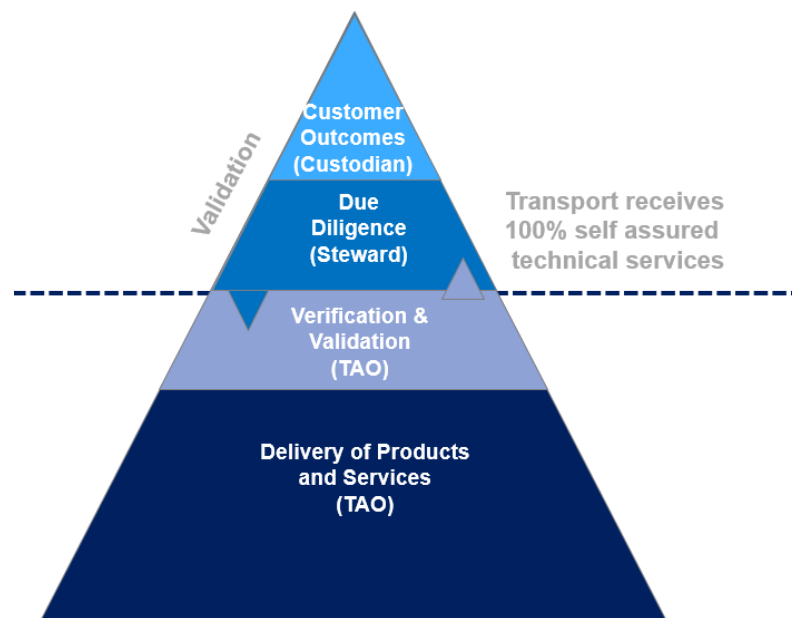 Customer
Outcomes
(Custodian)
Validation
Due
Diligence
(Steward)
Transport receives
100% self assured
technical services
Verification &
Validation
(TAO)
Delivery of Products
and Services
(TAO)